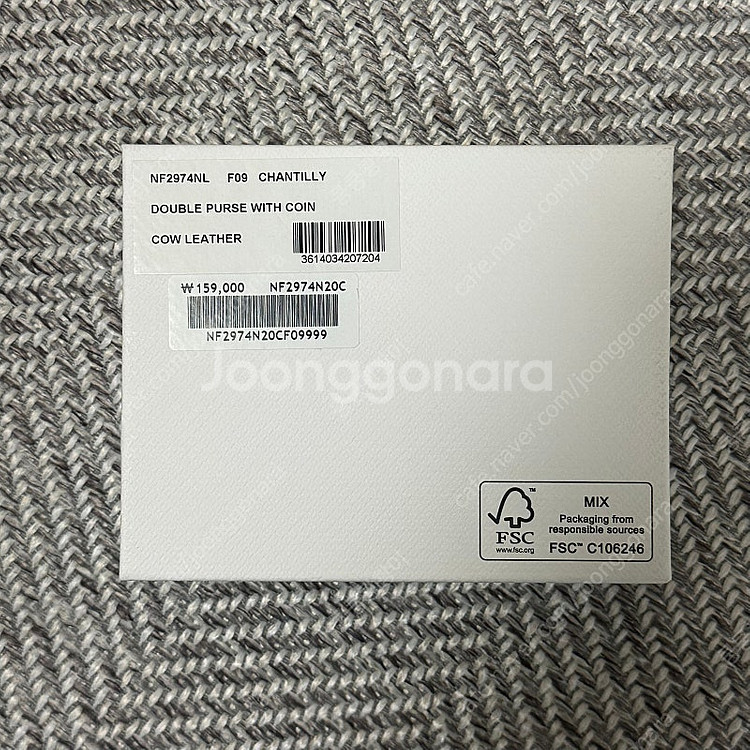 NF2974NL F09 CHANTILLY
DOUBLE PURSE WITH COIN
COW LEATHER
3614034207204
₩159,000 NF2974N20C
NF2974N20CF09999
Joonggonara
cafe.naver.com/joonggonara
MIX
Packaging from
responsible sources
FSC™ C106246
FSC
www.fsc.org